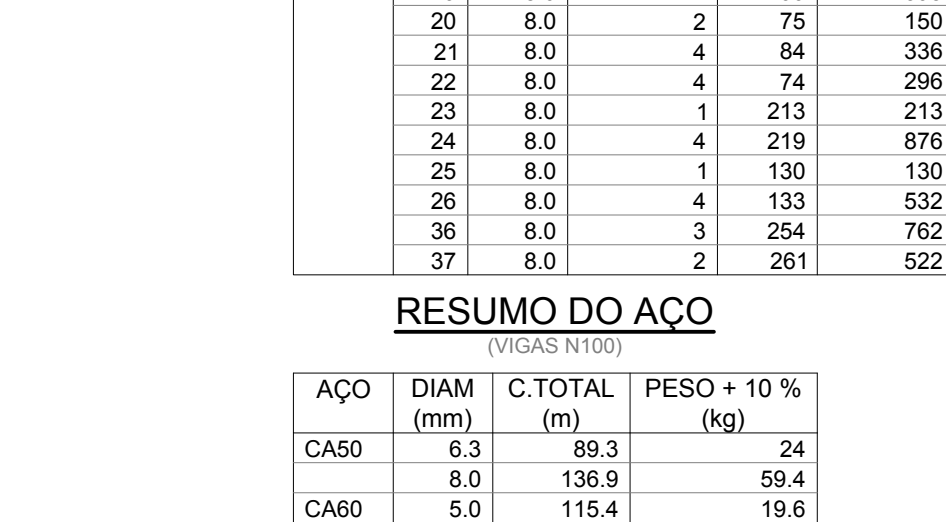 20 8.0 2 75 150
21 8.0 4 84 336
22 8.0 4 74 296
23 8.0 1 213 213
24 8.0 4 219 876
25 8.0 1 130 130
26 8.0 4 133 532
36 8.0 3 254 762
37 8.0 2 261 522
RESUMO DO AÇO
(VIGAS N100)
AÇO DIAM C.TOTAL PESO + 10 %
(mm) (m) (kg)
CA50 6.3 89.3 24
8.0 136.9 59.4
CA60 5.0 115.4 19.6